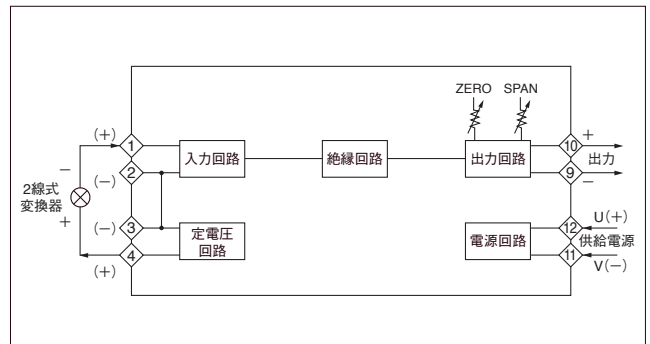 ZERO SPAN
(+) 1 入力回路 絶縁回路 出力回路 10 +
出力
− (−) 2 9 −
2線式
変換器
+ (−) 3 定電圧
回路 電源回路 12 U(+)
供給電源
(+) 4 11 V(−)